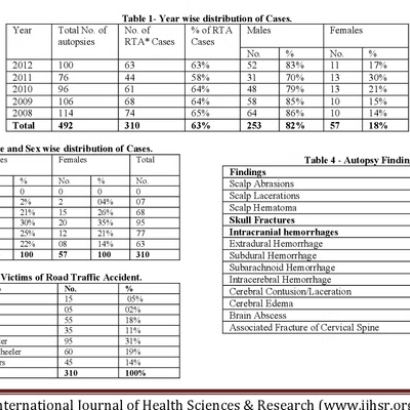 Table 1- Year wise distribution of Cases.
Year Total No. of autopsies No. of RTA* Cases % of RTA Cases Males Females
No. % No. %
2012 100 63 63% 52 83% 11 17%
2011 76 44 58% 31 70% 13 30%
2010 96 61 64% 48 79% 13 21%
2009 106 68 64% 58 85% 10 15%
2008 114 74 65% 64 86% 10 14%
Total 492 310 63% 253 82% 57 18%
e and Sex wise distribution of Cases.
es Females Total
% No. % No.
0 0 0 0
2% 2 04% 07
21% 15 26% 68
30% 20 35% 95
25% 12 21% 77
22% 08 14% 63
100 57 100 310
Victims of Road Traffic Accident.
No. %
15 05%
05 02%
55 18%
35 11%
er 95 31%
heeler 60 19%
rs 45 14%
310 100%
Table 4 - Autopsy Finding
Findings
Scalp Abrasions
Scalp Lacerations
Scalp Hematoma
Skull Fractures
Intracranial hemorrhages
Extradural Hemorrhage
Subdural Hemorrhage
Subarachnoid Hemorrhage
Intracerebral Hemorrhage
Cerebral Contusion/Laceration
Cerebral Edema
Brain Abscess
Associated Fracture of Cervical Spine
nternational Journal of Health Sciences & Research (www.ijhsr.org